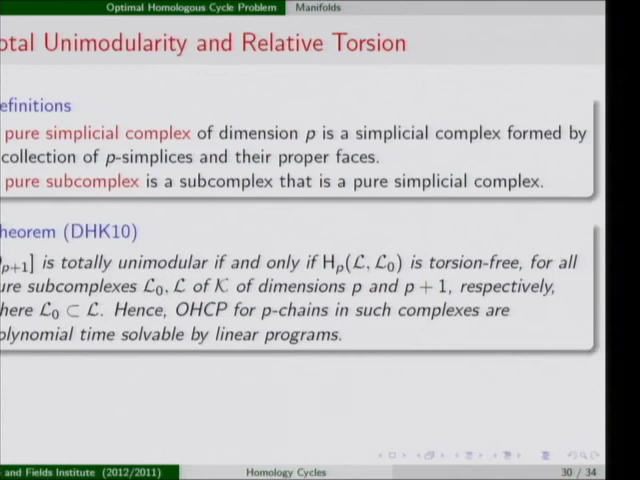 Optimal Homologous Cycle Problem Manifolds
otal Unimodularity and Relative Torsion
efinitions
pure simplicial complex of dimension p is a simplicial complex formed by
collection of p-simplices and their proper faces.
pure subcomplex is a subcomplex that is a pure simplicial complex.
heorem (DHK10)
p+1] is totally unimodular if and only if Hp(ℒ, ℒ0) is torsion-free, for all
ure subcomplexes ℒ0, ℒ of 𝒦 of dimensions p and p + 1, respectively,
here ℒ0 ⊂ ℒ. Hence, OHCP for p-chains in such complexes are
olynomial time solvable by linear programs.
and Fields Institute (2012/2011) Homology Cycles 30 / 34